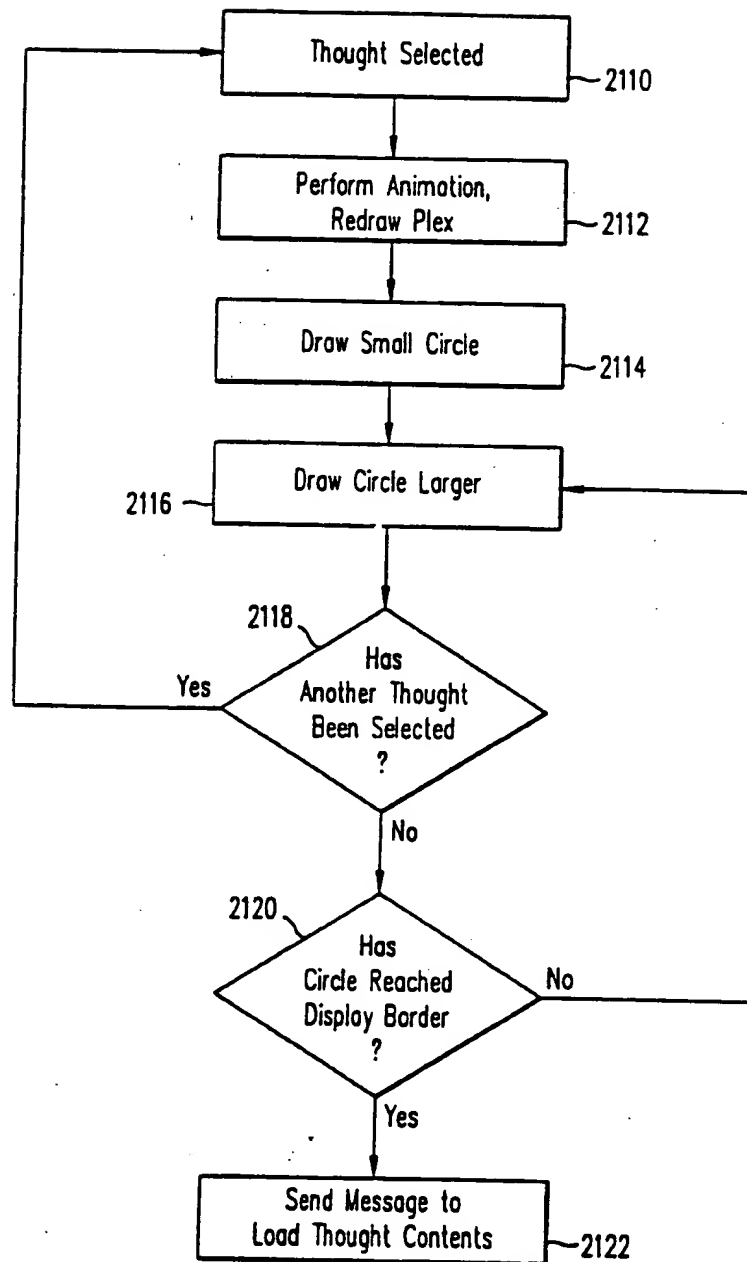 Thought Selected
2110
Perform Animation,
Redraw Plex
2112
Draw Small Circle
2114
Draw Circle Larger
2116
2118
Has
Another Thought
Been Selected
?
Yes
No
2120
Has
Circle Reached
Display Border
?
No
Yes
Send Message to
Load Thought Contents
2122